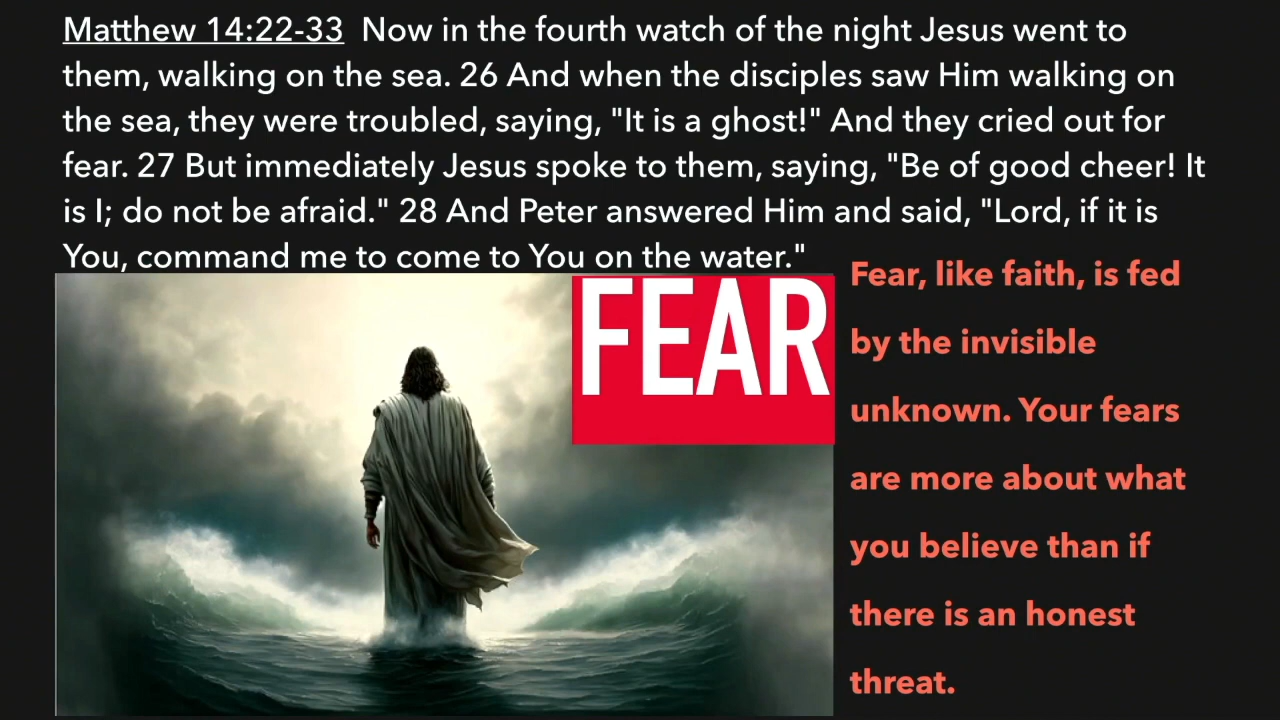 Matthew 14:22-33  Now in the fourth watch of the night Jesus went to
them, walking on the sea. 26 And when the disciples saw Him walking on
the sea, they were troubled, saying, "It is a ghost!" And they cried out for
fear. 27 But immediately Jesus spoke to them, saying, "Be of good cheer! It
is I; do not be afraid." 28 And Peter answered Him and said, "Lord, if it is
You, command me to come to You on the water."
FEAR
Fear, like faith, is fed
by the invisible
unknown. Your fears
are more about what
you believe than if
there is an honest
threat.